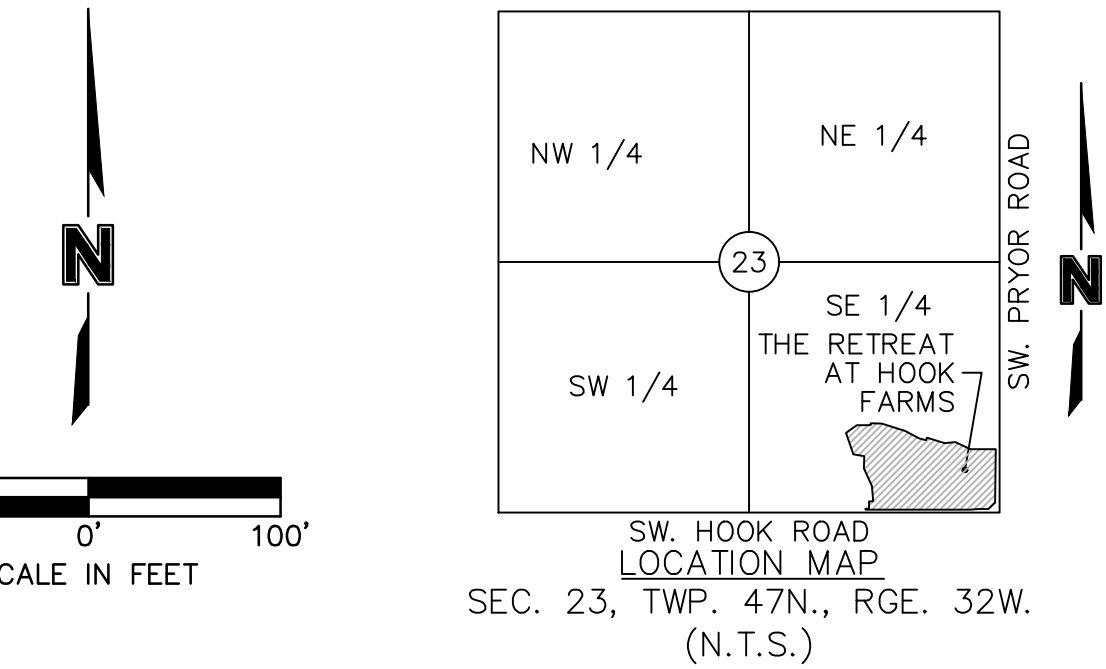 N
0'
100'
CALE IN FEET
NW 1/4
NE 1/4
23
SW 1/4
SE 1/4
THE RETREAT
AT HOOK
FARMS
SW. PRYOR ROAD
N
SW. HOOK ROAD
LOCATION MAP
SEC. 23, TWP. 47N., RGE. 32W.
(N.T.S.)